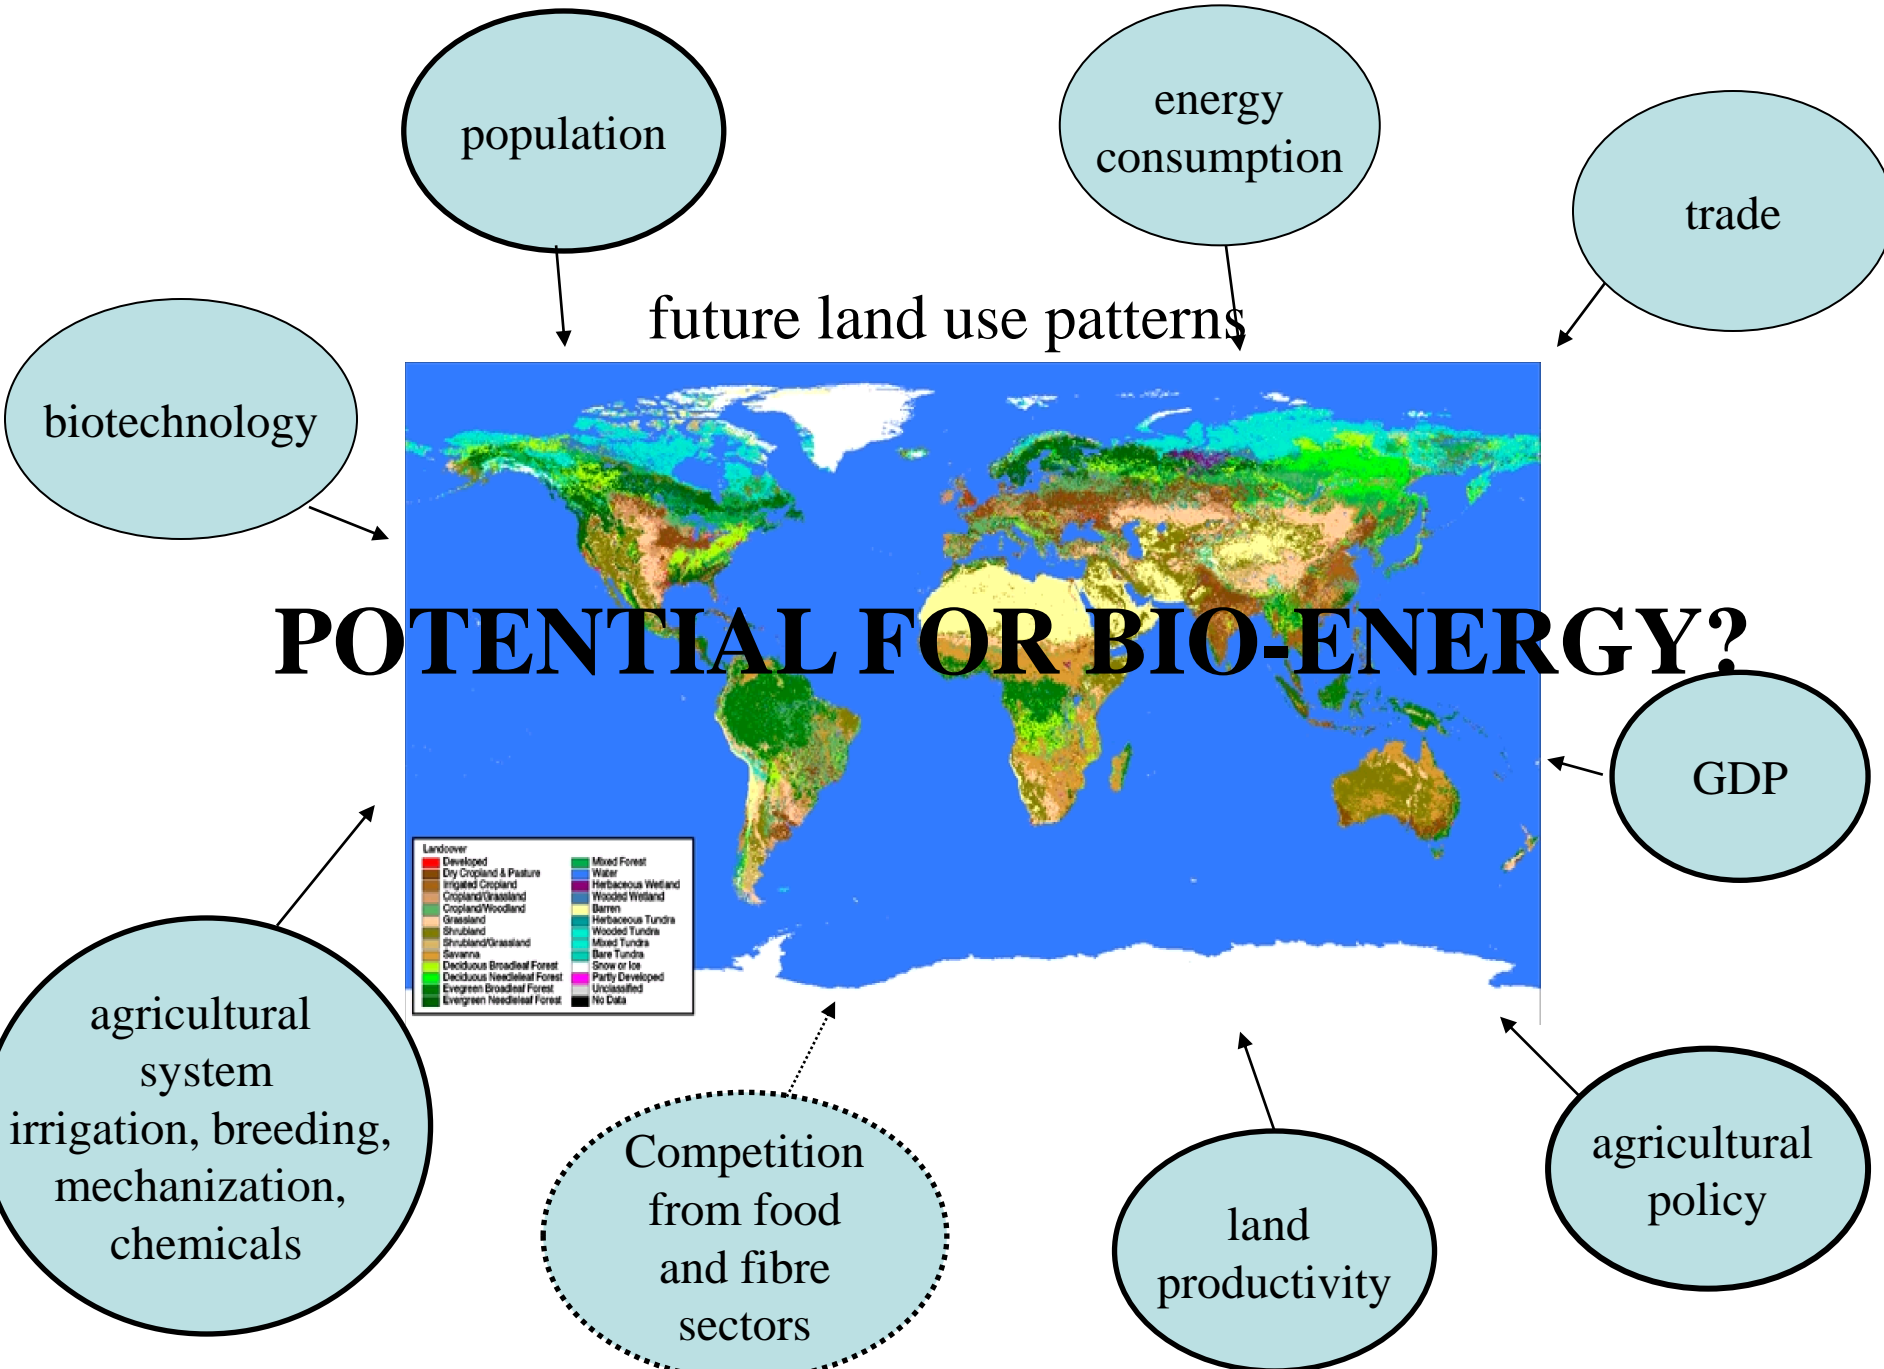 population
energy
consumption
trade
future land use patterns
biotechnology
POTENTIAL FOR BIO-ENERGY?
GDP
Landcover
Developed
Dry Cropland & Pasture
Irrigated Cropland
Cropland/Grassland
Cropland/Woodland
Grassland
Shrubland
Shrubland/Grassland
Savanna
Deciduous Broadleaf Forest
Deciduous Needleleaf Forest
Evegreen Broadleaf Forest
Evergreen Needleleaf Forest
Mixed Forest
Water
Herbaceous Wetland
Wooded Wetland
Barren
Herbaceous Tundra
Wooded Tundra
Mixed Tundra
Bare Tundra
Snow or Ice
Partly Developed
Unclassified
No Data
agricultural
system
irrigation, breeding,
mechanization,
chemicals
Competition
from food
and fibre
sectors
land
productivity
agricultural
policy